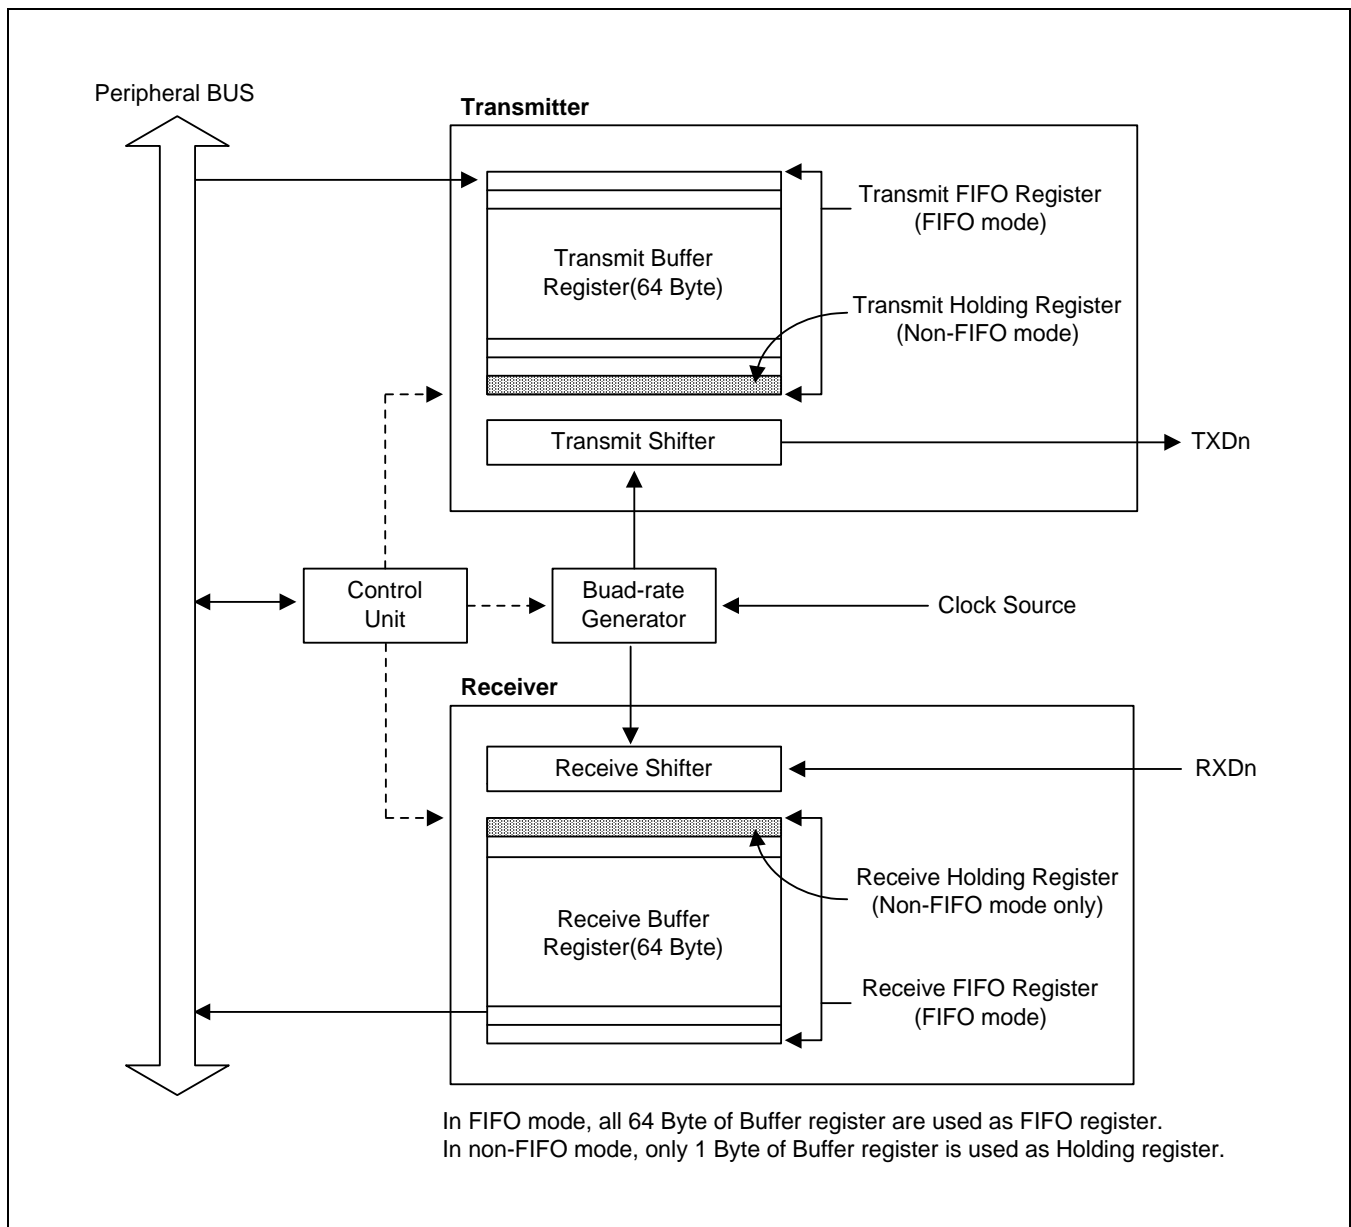 Peripheral BUS
Transmitter
Transmit FIFO Register
(FIFO mode)
Transmit Buffer
Register(64 Byte)
Transmit Holding Register
(Non-FIFO mode)
Transmit Shifter
TXDn
Control
Unit
Buad-rate
Generator
Clock Source
Receiver
Receive Shifter
RXDn
Receive Holding Register
(Non-FIFO mode only)
Receive Buffer
Register(64 Byte)
Receive FIFO Register
(FIFO mode)
In FIFO mode, all 64 Byte of Buffer register are used as FIFO register.
In non-FIFO mode, only 1 Byte of Buffer register is used as Holding register.